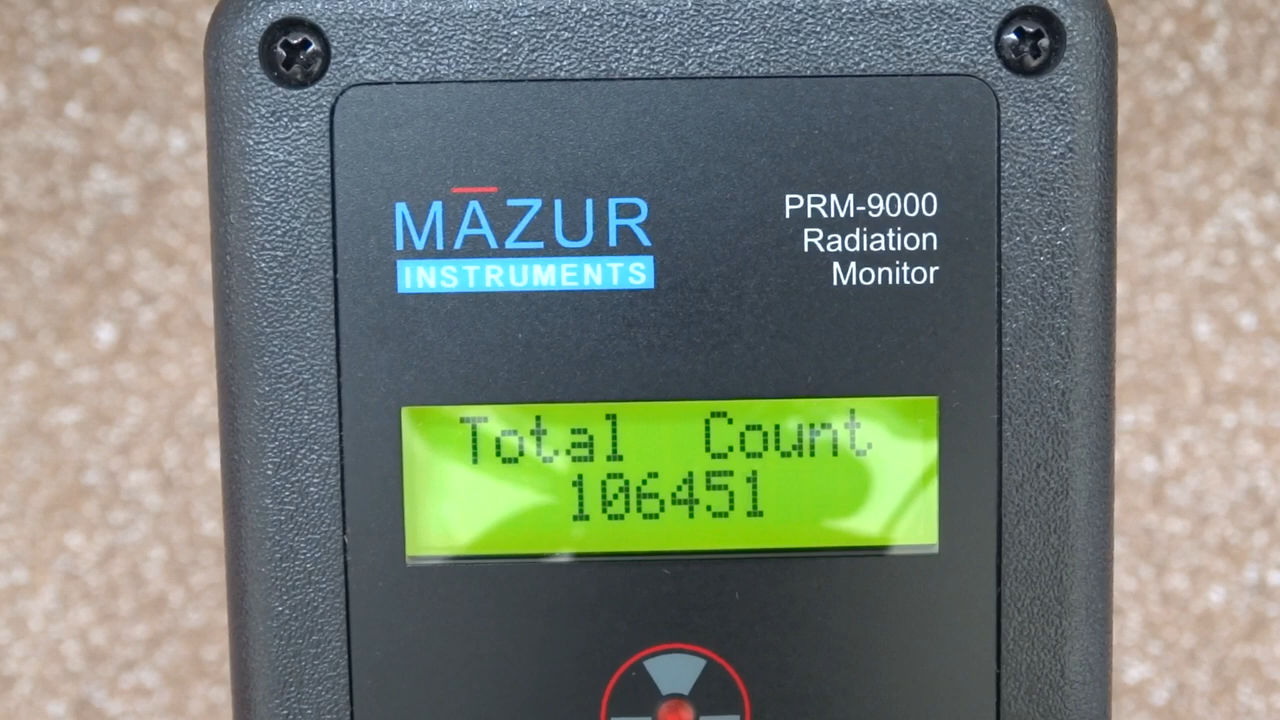 MAZUR
INSTRUMENTS
PRM-9000
Radiation
Monitor
Total Count
106451